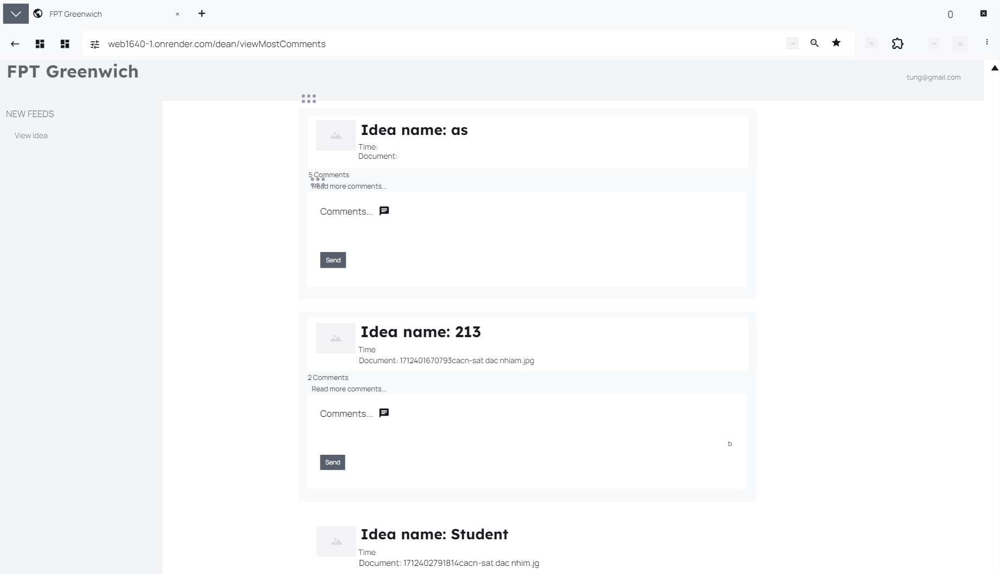 FPT Greenwich
0
web1640-1.onrender.com/dean/viewMostComments
FPT Greenwich
tung@gmail.com
NEW FEEDS
View Idea
Idea name: as
Time:
Document:
5 Comments
Read more comments...
Comments...
Send
Idea name: 213
Time
Document: 1712401670793cacn-sat dac nhiam.jpg
2 Comments
Read more comments...
Comments...
b
Send
Idea name: Student
Time
Document: 1712402791814cacn-sat dac nhim.jg